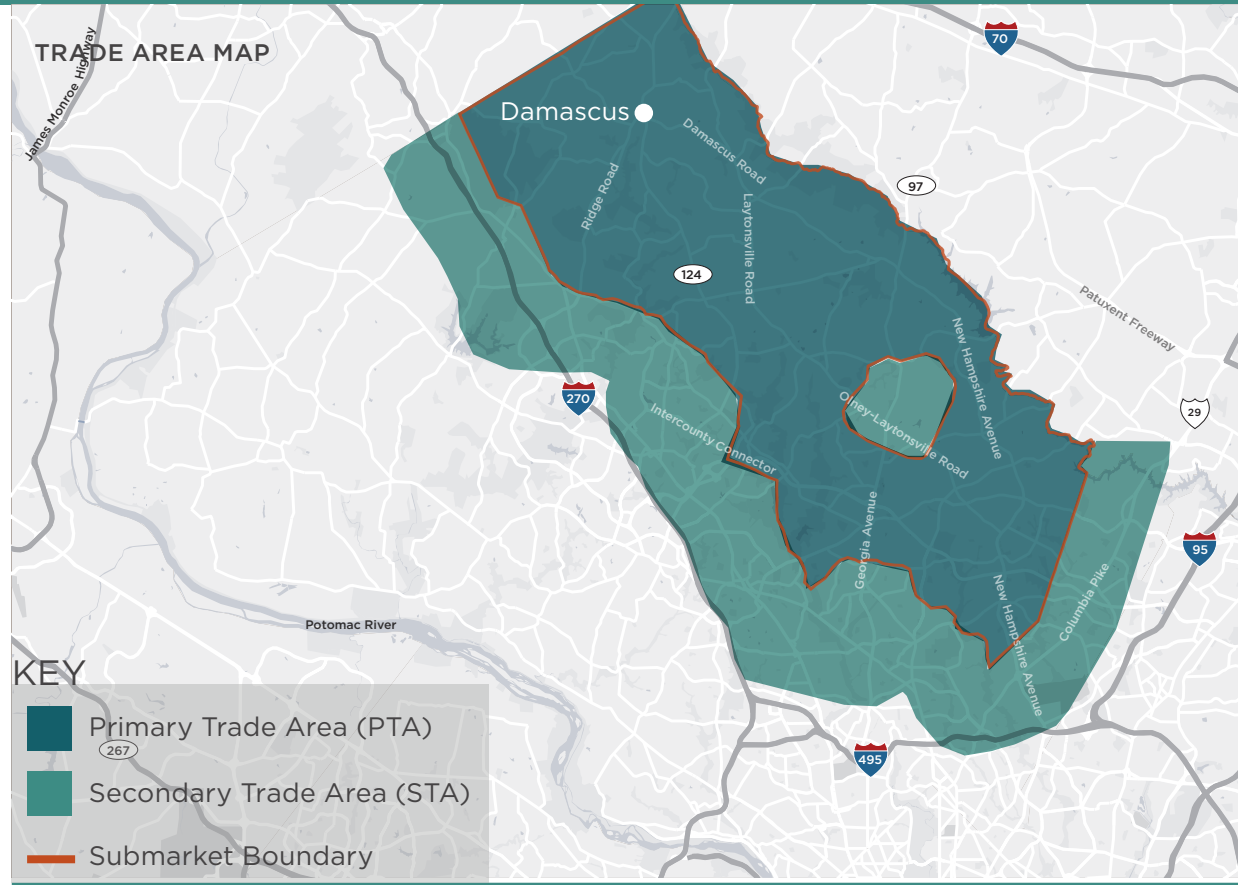 TRADE AREA MAP
James Monroe Highway
70
Damascus
Damascus Road
97
Ridge Road
Laytonsville Road
124
Patuxent Freeway
New Hampshire Avenue
270
Olney-Laytonsville Road
29
Intercounty Connector
Georgia Avenue
95
Columbia Pike
New Hampshire Avenue
Potomac River
KEY
Primary Trade Area (PTA)
267
495
Secondary Trade Area (STA)
Submarket Boundary